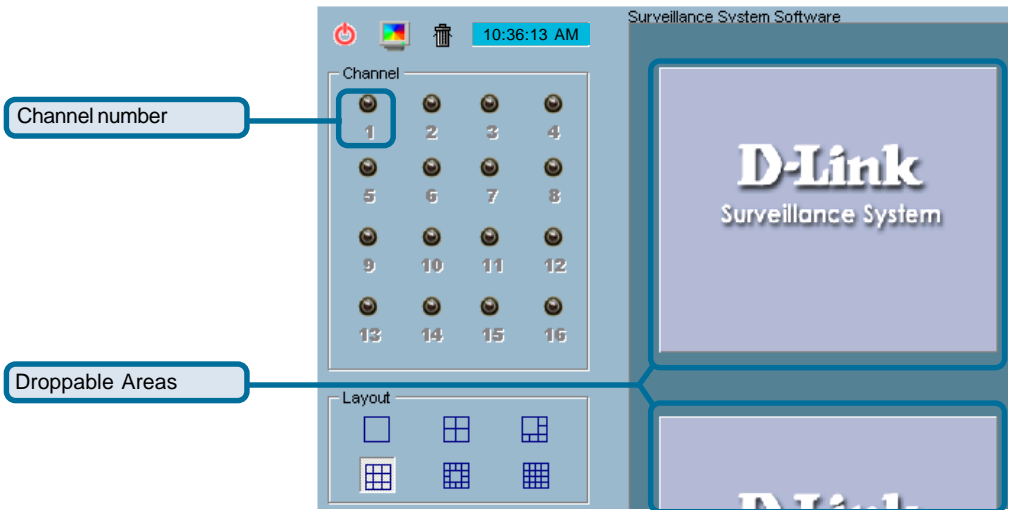 Surveillance System Software
10:36:13 AM
Channel
Channel number
1 2 3 4
5 6 7 8
9 10 11 12
13 14 15 16
D-Link
Surveillance System
Droppable Areas
Layout
D-Link